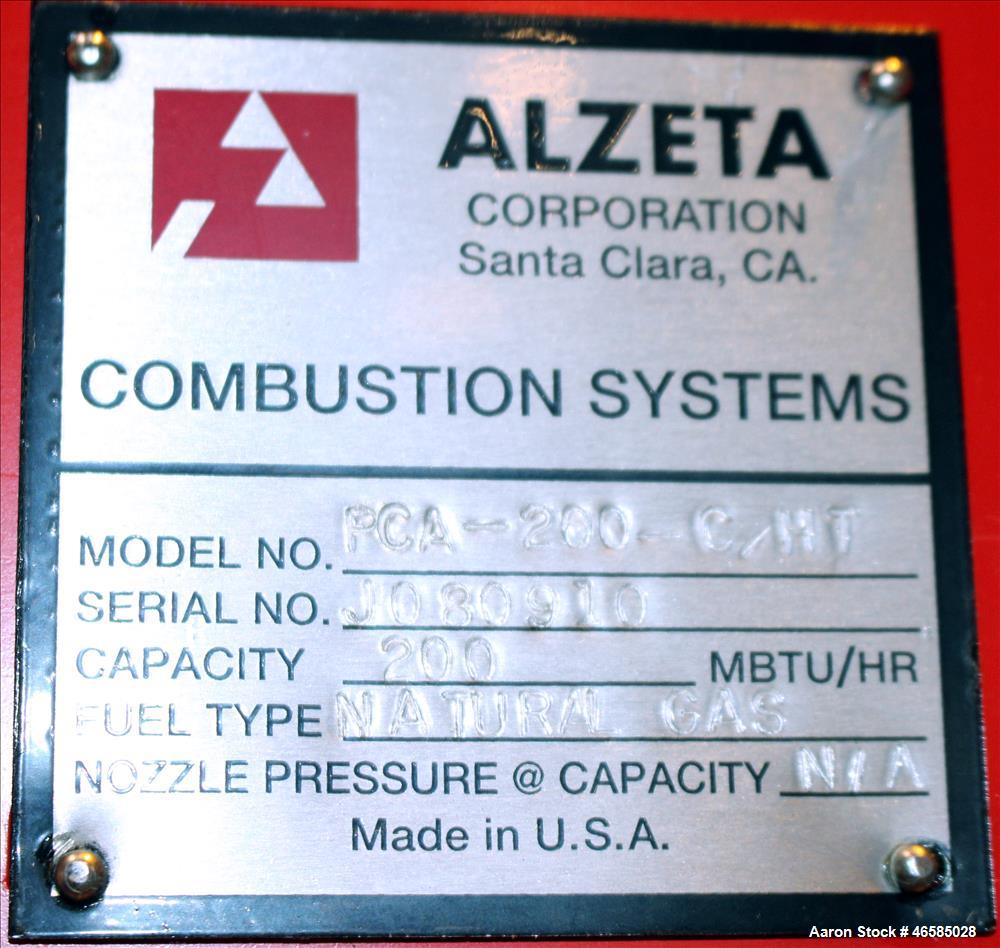 ALZETA
CORPORATION
Santa Clara, CA.
COMBUSTION SYSTEMS
MODEL NO. PCA-200-C/HT
SERIAL NO. J080910
CAPACITY 200 MBTU/HR
FUEL TYPE NATURAL GAS
NOZZLE PRESSURE @ CAPACITY N/A
Made in U.S.A.
Aaron Stock # 46585028